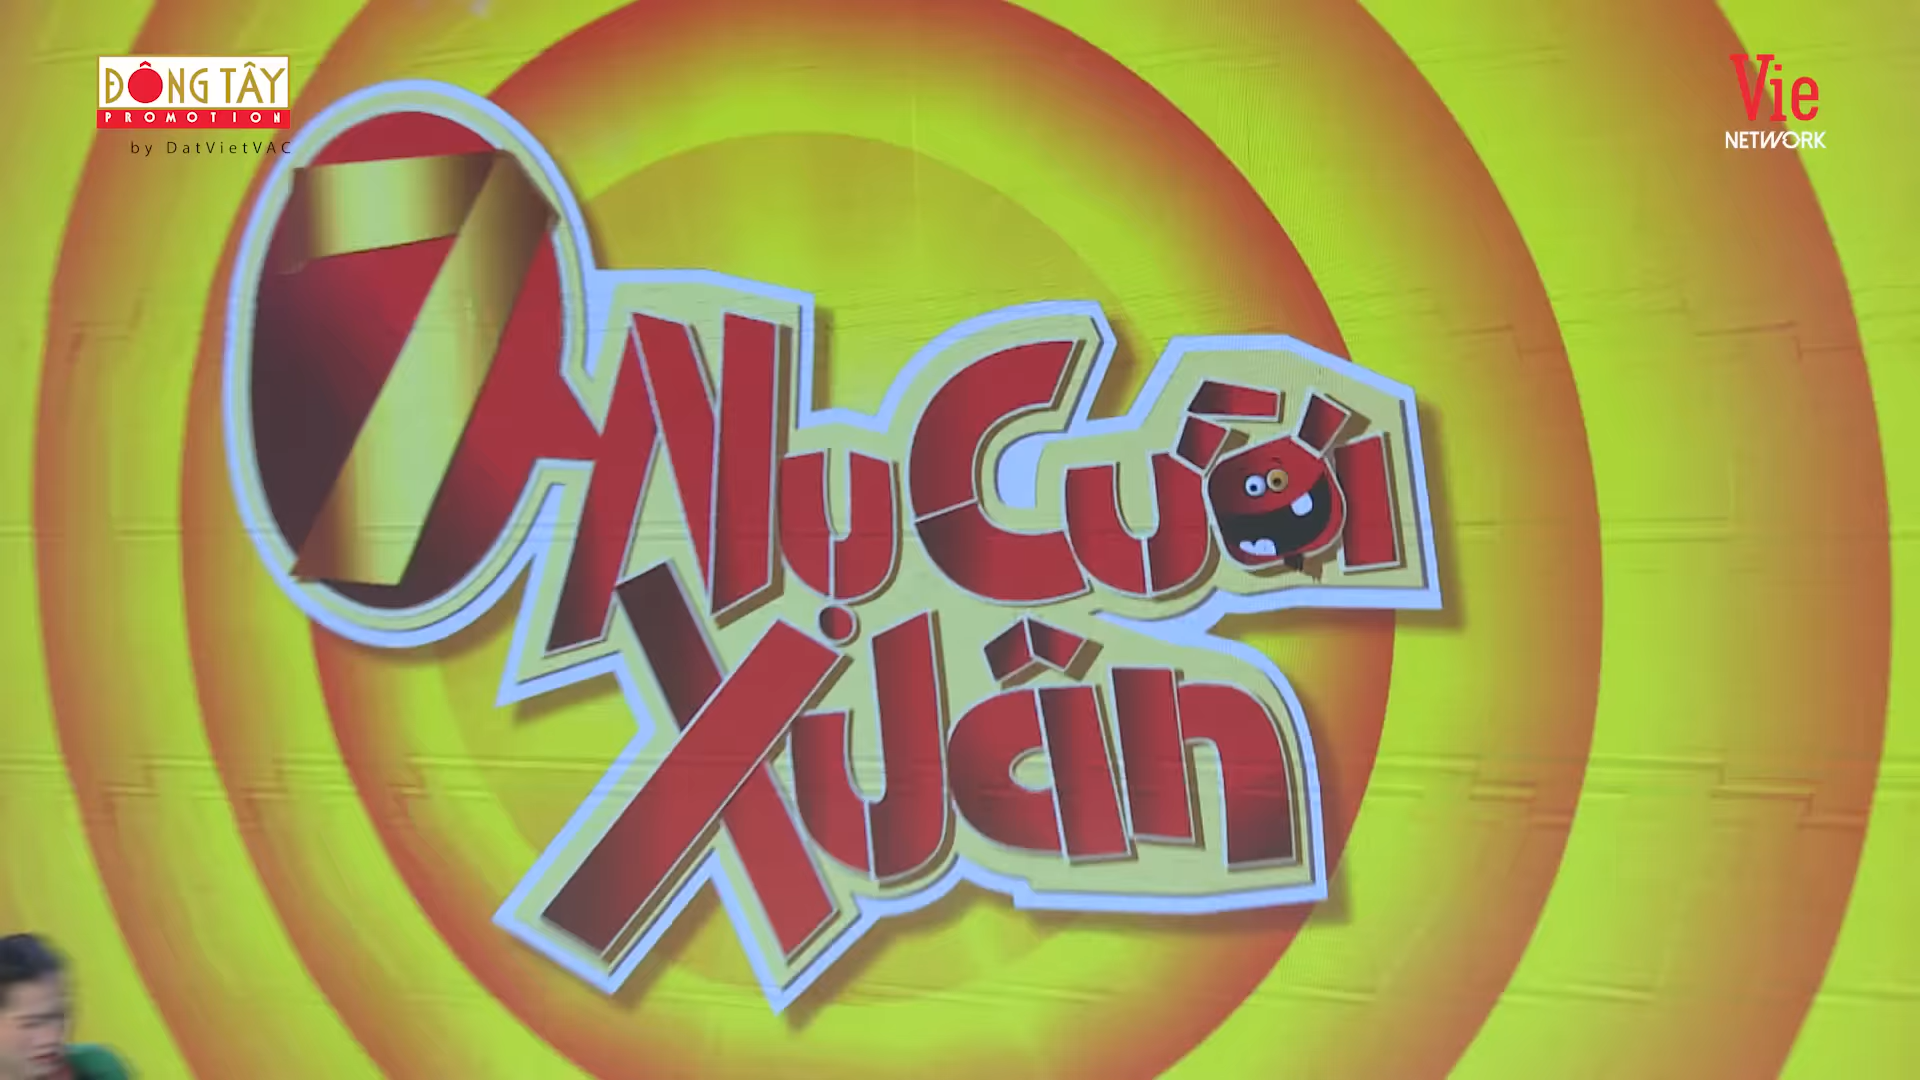 ĐÔNG TÂY
PROMOTION
by DatVietVAC
Vie
NETWORK
7 Nụ Cười
Xuân